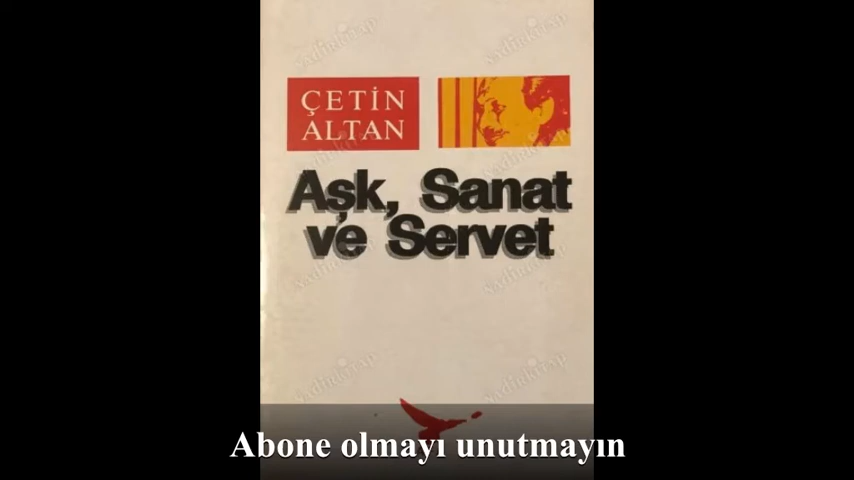 ÇETİN
ALTAN
Aşk, Sanat
ve Servet
Abone olmayı unutmayın